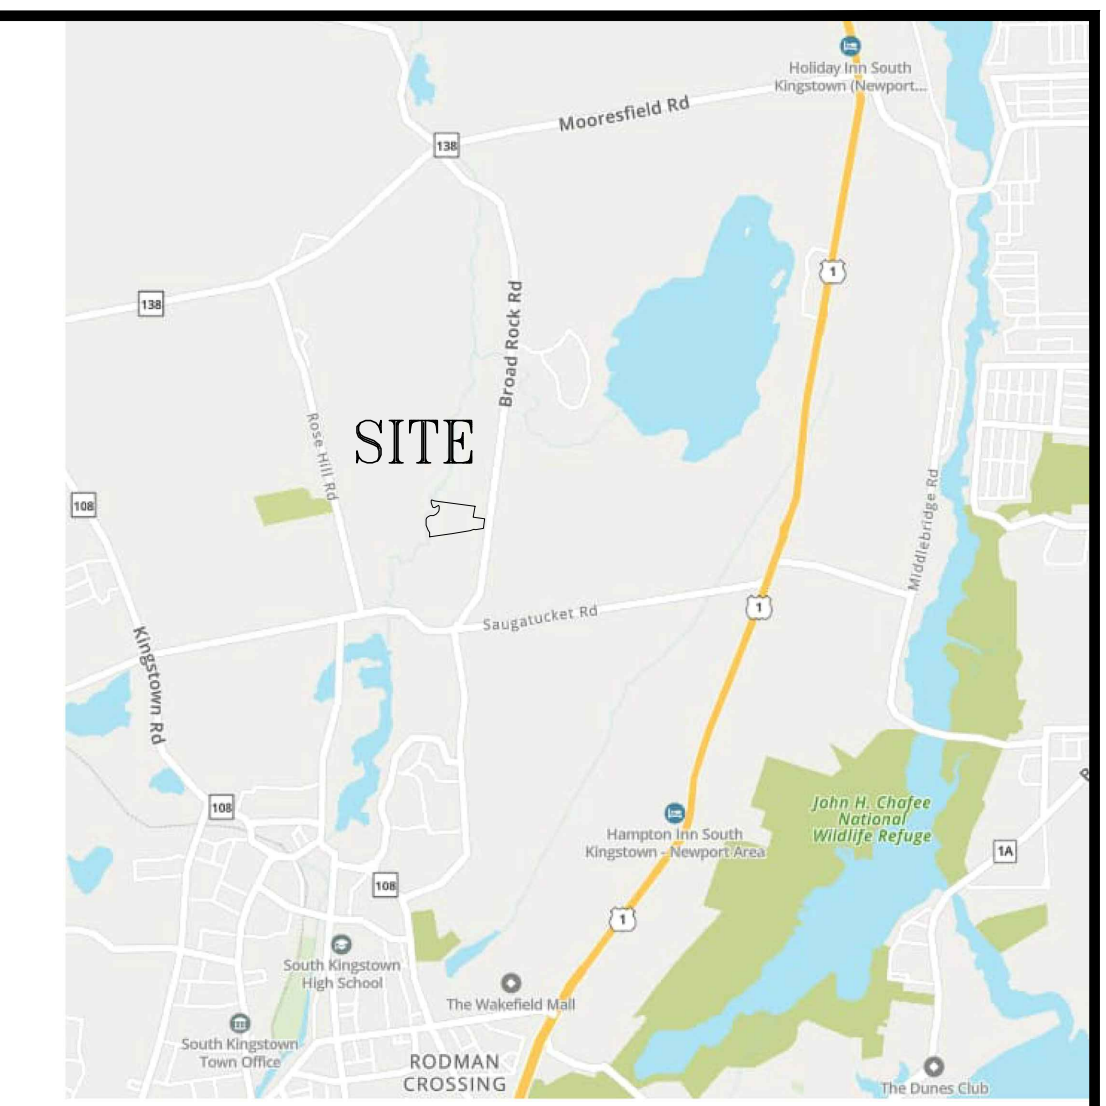 Holiday Inn South
Kingstown (Newport...
Mooresfield Rd
138
1
138
Broad Rock Rd
Rose Hill Rd
SITE
108
Middlebridge Rd
1
Saugatucket Rd
Kingstown Rd
108
John H. Chafee
National
Wildlife Refuge
Hampton Inn South
Kingstown - Newport Area
1A
108
1
South Kingstown
High School
The Wakefield Mall
South Kingstown
Town Office
RODMAN
CROSSING
The Dunes Club